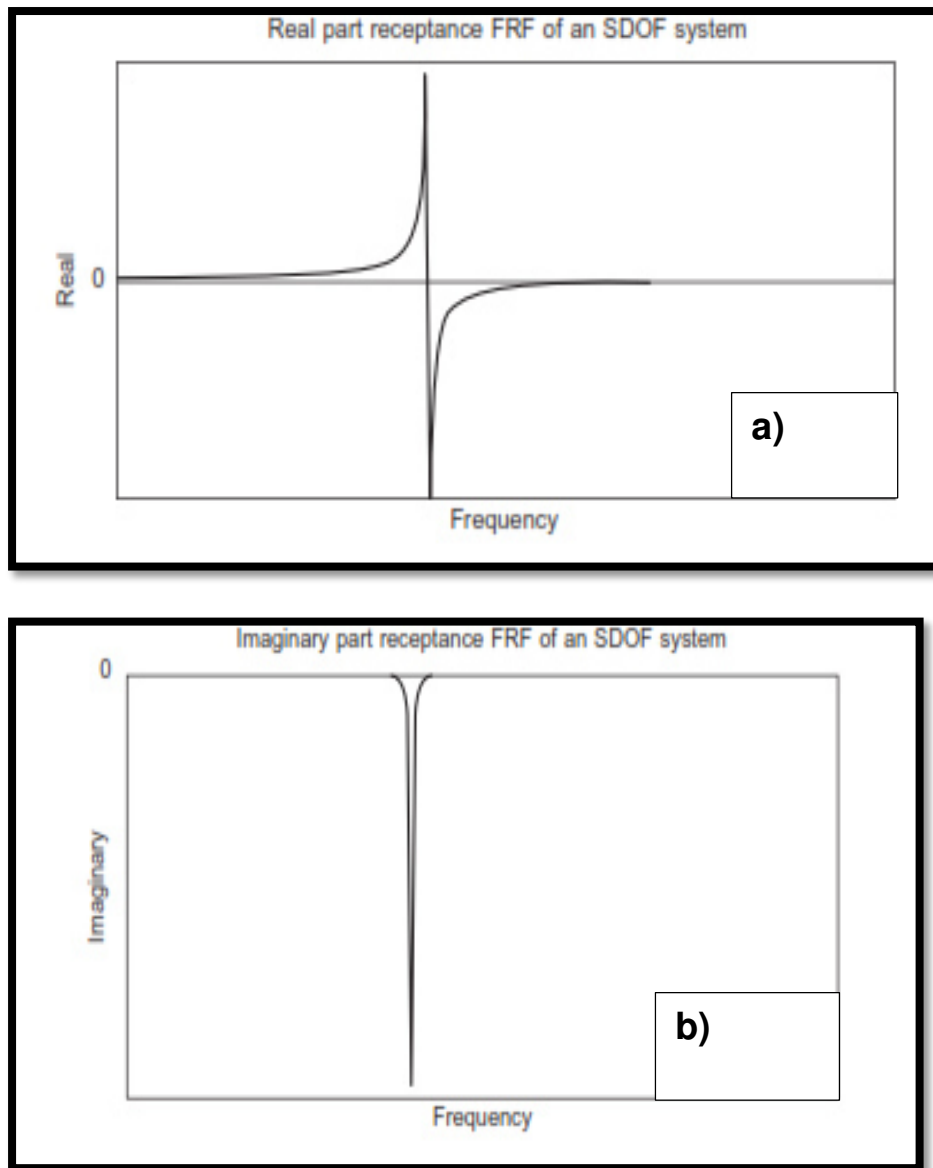 Real part receptance FRF of an SDOF system
Real
0
a)
Frequency
Imaginary part receptance FRF of an SDOF system
0
Imaginary
b)
Frequency